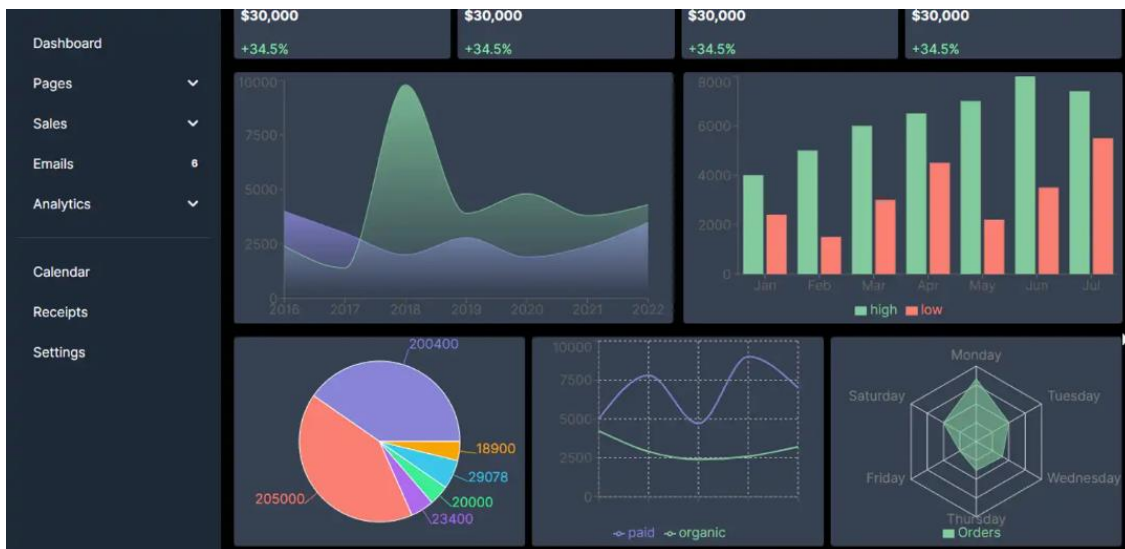 Dashboard
Pages
Sales
Emails 6
Analytics
Calendar
Receipts
Settings
$30,000 $30,000 $30,000 $30,000
+34.5% +34.5% +34.5% +34.5%
10000
7500
5000
2500
0
2016 2017 2018 2019 2020 2021 2022
8000
6000
4000
2000
0
Jan Feb Mar Apr May Jun Jul
high low
200400
18900
29078
20000
23400
205000
10000
7500
5000
2500
0
paid organic
Monday
Saturday Tuesday
Friday Wednesday
Thursday
Orders